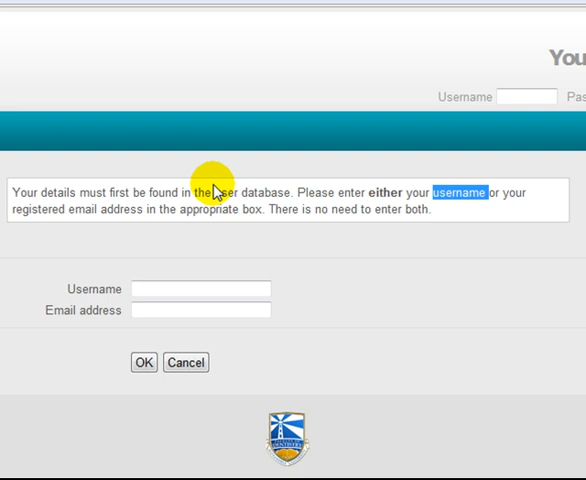 You
Username Pas
Your details must first be found in the user database. Please enter either your username or your
registered email address in the appropriate box. There is no need to enter both.
Username
Email address
OK Cancel